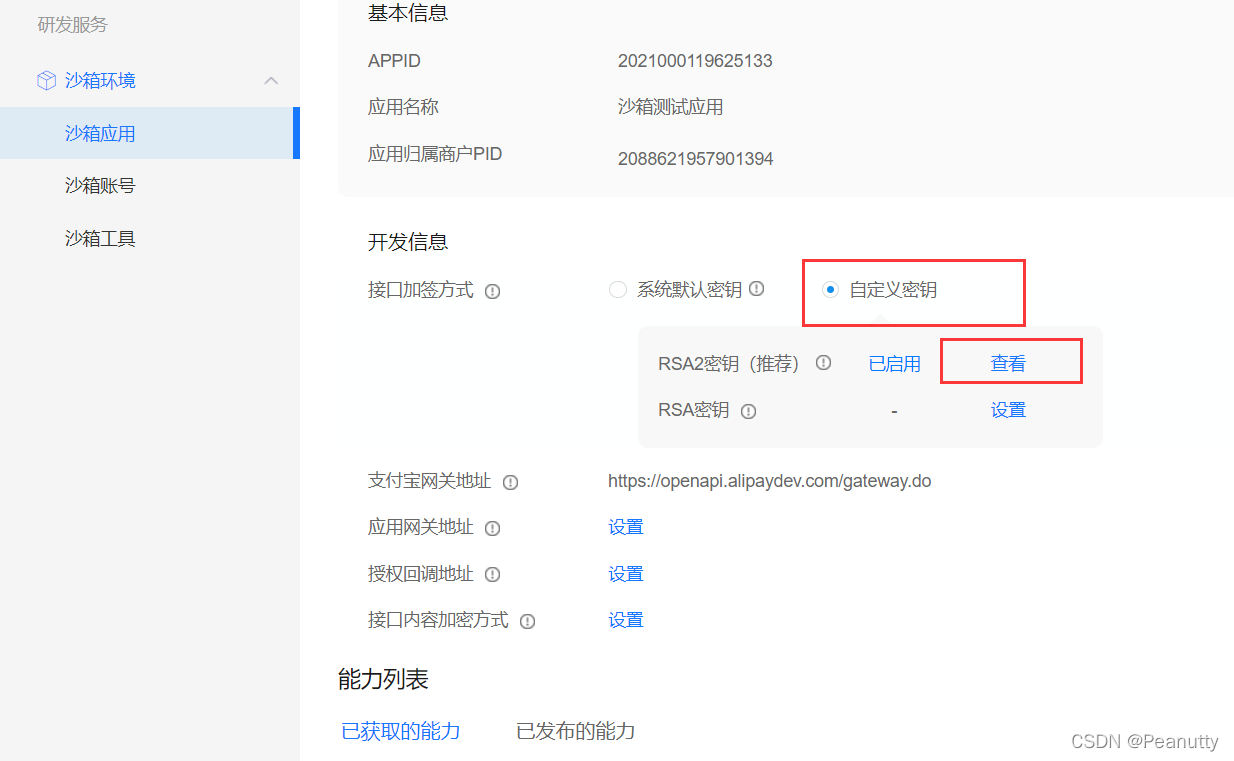 研发服务
沙箱环境
沙箱应用
沙箱账号
沙箱工具
基本信息
APPID 2021000119625133
应用名称 沙箱测试应用
应用归属商户PID 2088621957901394
开发信息
接口加签方式 系统默认密钥 自定义密钥
RSA2密钥（推荐） 已启用 查看
RSA密钥 - 设置
支付宝网关地址 https://openapi.alipaydev.com/gateway.do
应用网关地址 设置
授权回调地址 设置
接口内容加密方式 设置
能力列表
已获取的能力 已发布的能力
CSDN @Peanutty